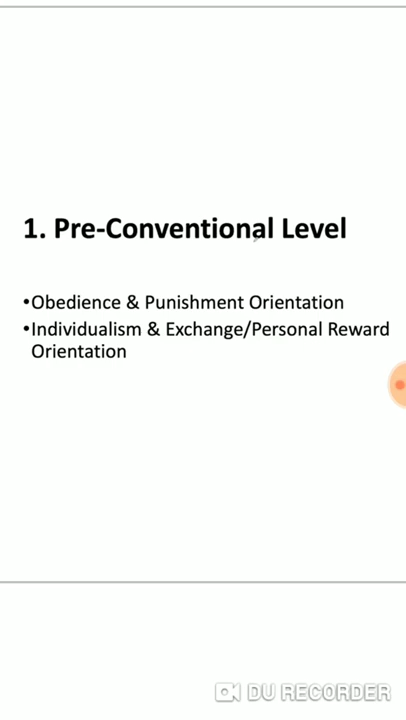 1. Pre-Conventional Level
•Obedience & Punishment Orientation
•Individualism & Exchange/Personal Reward
Orientation
DU RECORDER